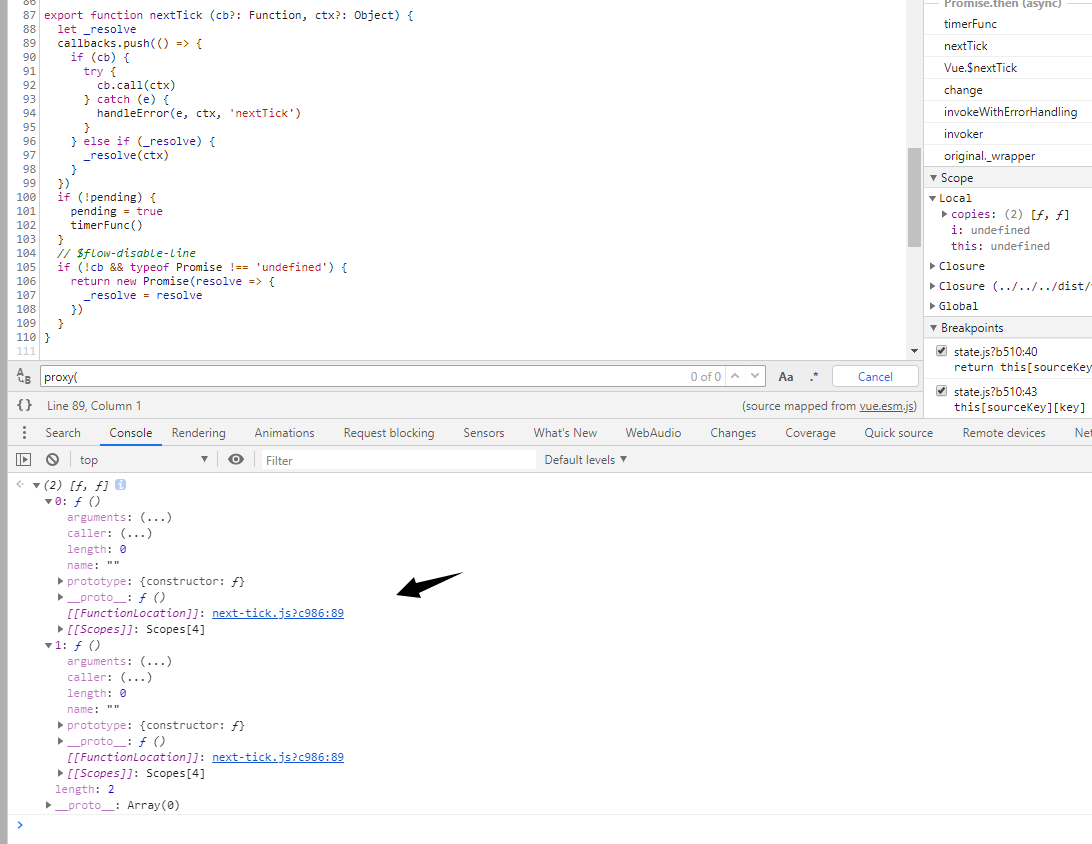 86
87 export function nextTick (cb?: Function, ctx?: Object) {
88 let _resolve
89 callbacks.push(() => {
90 if (cb) {
91 try {
92 cb.call(ctx)
93 } catch (e) {
94 handleError(e, ctx, 'nextTick')
95 }
96 } else if (_resolve) {
97 _resolve(ctx)
98 }
99 })
100 if (!pending) {
101 pending = true
102 timerFunc()
103 }
104 // $flow-disable-line
105 if (!cb && typeof Promise !== 'undefined') {
106 return new Promise(resolve => {
107 _resolve = resolve
108 })
109 }
110 }
111
proxy(
0 of 0
Aa
.*
Cancel
{} Line 89, Column 1
(source mapped from vue.esm.js)
Promise.then (async)
timerFunc
nextTick
Vue.$nextTick
change
invokeWithErrorHandling
invoker
original._wrapper
Scope
Local
copies: (2) [ƒ, ƒ]
i: undefined
this: undefined
Closure
Closure (../../../dist/
Global
Breakpoints
state.js?b510:40
return this[sourceKey
state.js?b510:43
this[sourceKey][key]
Search Console Rendering Animations Request blocking Sensors What's New WebAudio Changes Coverage Quick source Remote devices Net
top Filter Default levels
(2) [ƒ, ƒ]
0: ƒ ()
arguments: (...)
caller: (...)
length: 0
name: ""
prototype: {constructor: ƒ}
__proto__: ƒ ()
[[FunctionLocation]]: next-tick.js?c986:89
[[Scopes]]: Scopes[4]
1: ƒ ()
arguments: (...)
caller: (...)
length: 0
name: ""
prototype: {constructor: ƒ}
__proto__: ƒ ()
[[FunctionLocation]]: next-tick.js?c986:89
[[Scopes]]: Scopes[4]
length: 2
__proto__: Array(0)